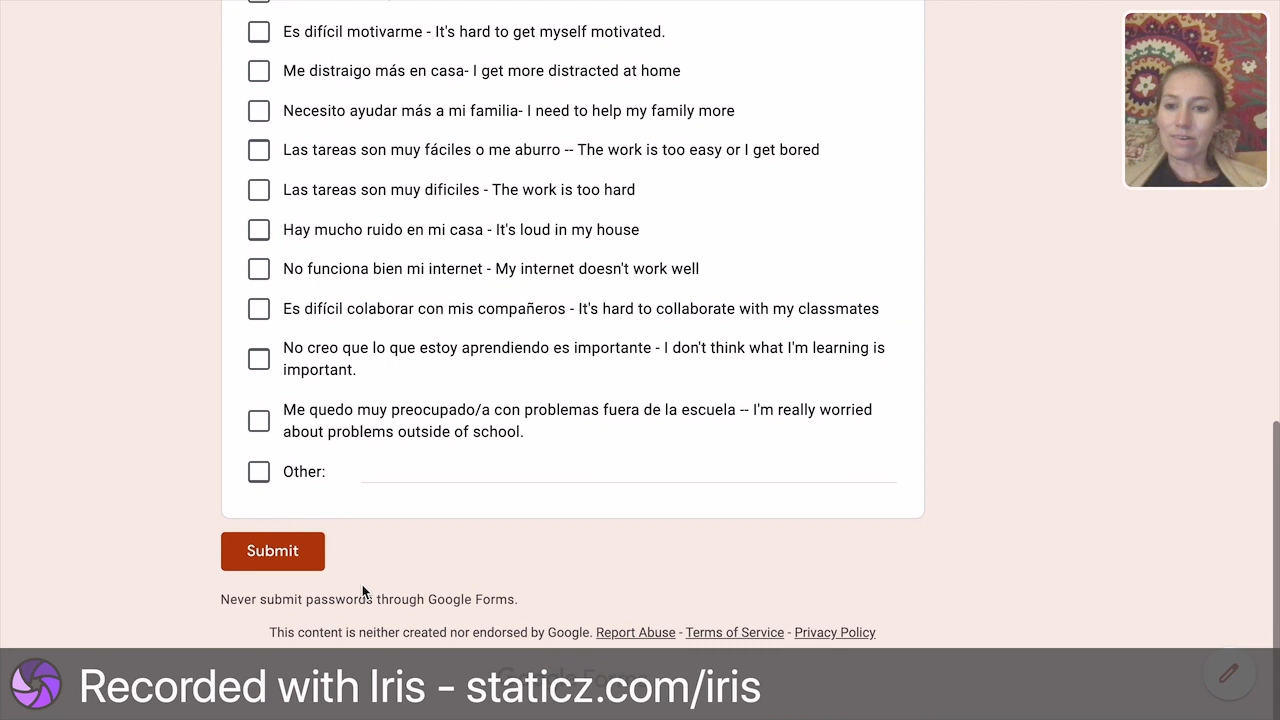 Es difícil motivarme - It's hard to get myself motivated.
Me distraigo más en casa- I get more distracted at home
Necesito ayudar más a mi familia- I need to help my family more
Las tareas son muy fáciles o me aburro -- The work is too easy or I get bored
Las tareas son muy dificiles - The work is too hard
Hay mucho ruido en mi casa - It's loud in my house
No funciona bien mi internet - My internet doesn't work well
Es difícil colaborar con mis compañeros - It's hard to collaborate with my classmates
No creo que lo que estoy aprendiendo es importante - I don't think what I'm learning is
important.
Me quedo muy preocupado/a con problemas fuera de la escuela -- I'm really worried
about problems outside of school.
Other:
Submit
Never submit passwords through Google Forms.
This content is neither created nor endorsed by Google. Report Abuse - Terms of Service - Privacy Policy
Recorded with Iris - staticz.com/iris